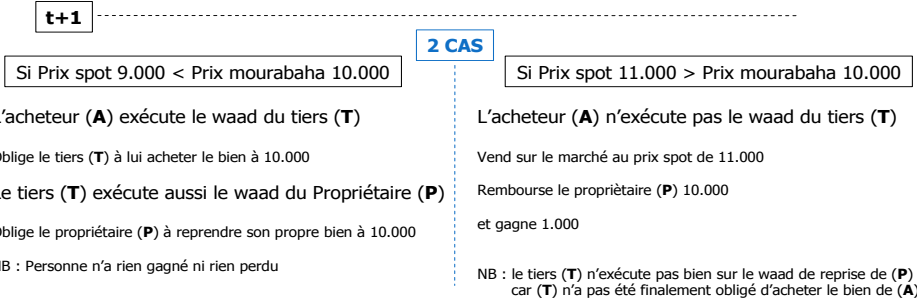 t+1
2 CAS
Si Prix spot 9.000 < Prix mourabaha 10.000
L'acheteur (A) exécute le waad du tiers (T)
Oblige le tiers (T) à lui acheter le bien à 10.000
Le tiers (T) exécute aussi le waad du Propriétaire (P)
Oblige le propriétaire (P) à reprendre son propre bien à 10.000
NB : Personne n'a rien gagné ni rien perdu
Si Prix spot 11.000 > Prix mourabaha 10.000
L'acheteur (A) n'exécute pas le waad du tiers (T)
Vend sur le marché au prix spot de 11.000
Rembourse le propriètaire (P) 10.000
et gagne 1.000
NB : le tiers (T) n'exécute pas bien sur le waad de reprise de (P)
car (T) n'a pas été finalement obligé d'acheter le bien de (A)